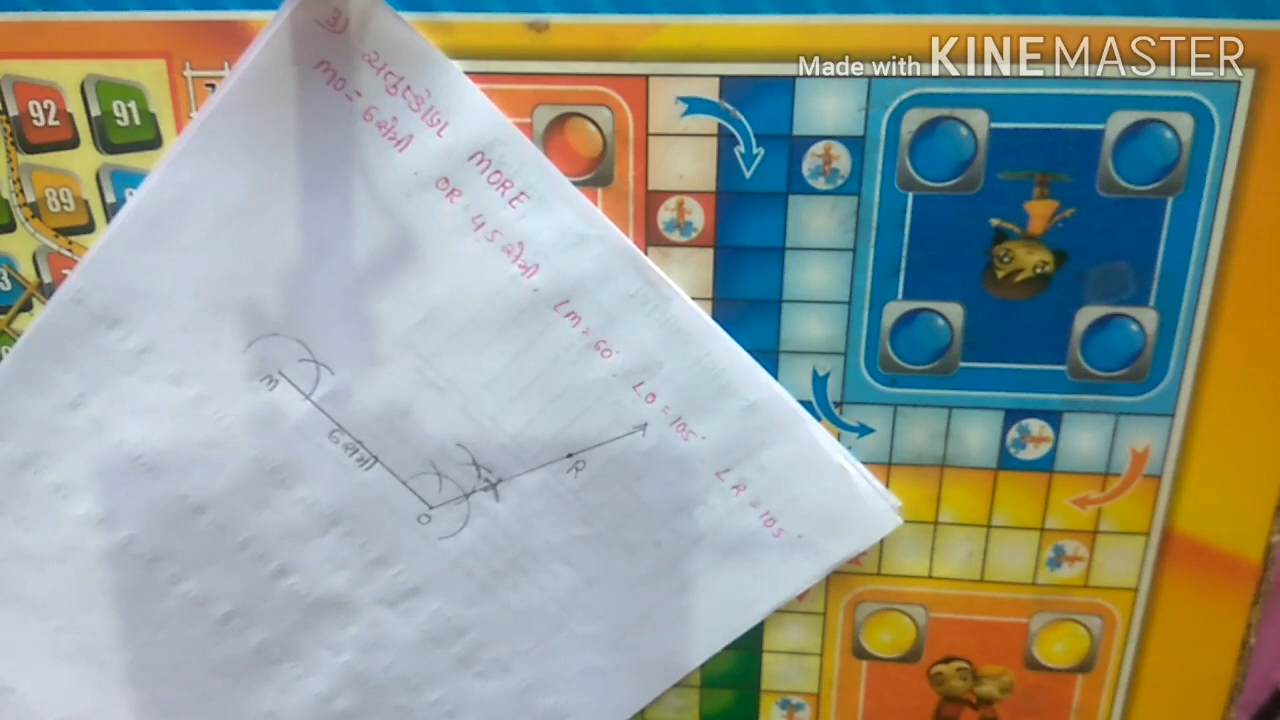 Made with KINEMASTER
3) ચતુષ્કોણ MORE
MO = 6 સેમી OR = 4.5 સેમી. ∠M = 60° ∠O = 105° ∠R = 105°
M
6 સેમી
O
R
92
91
89